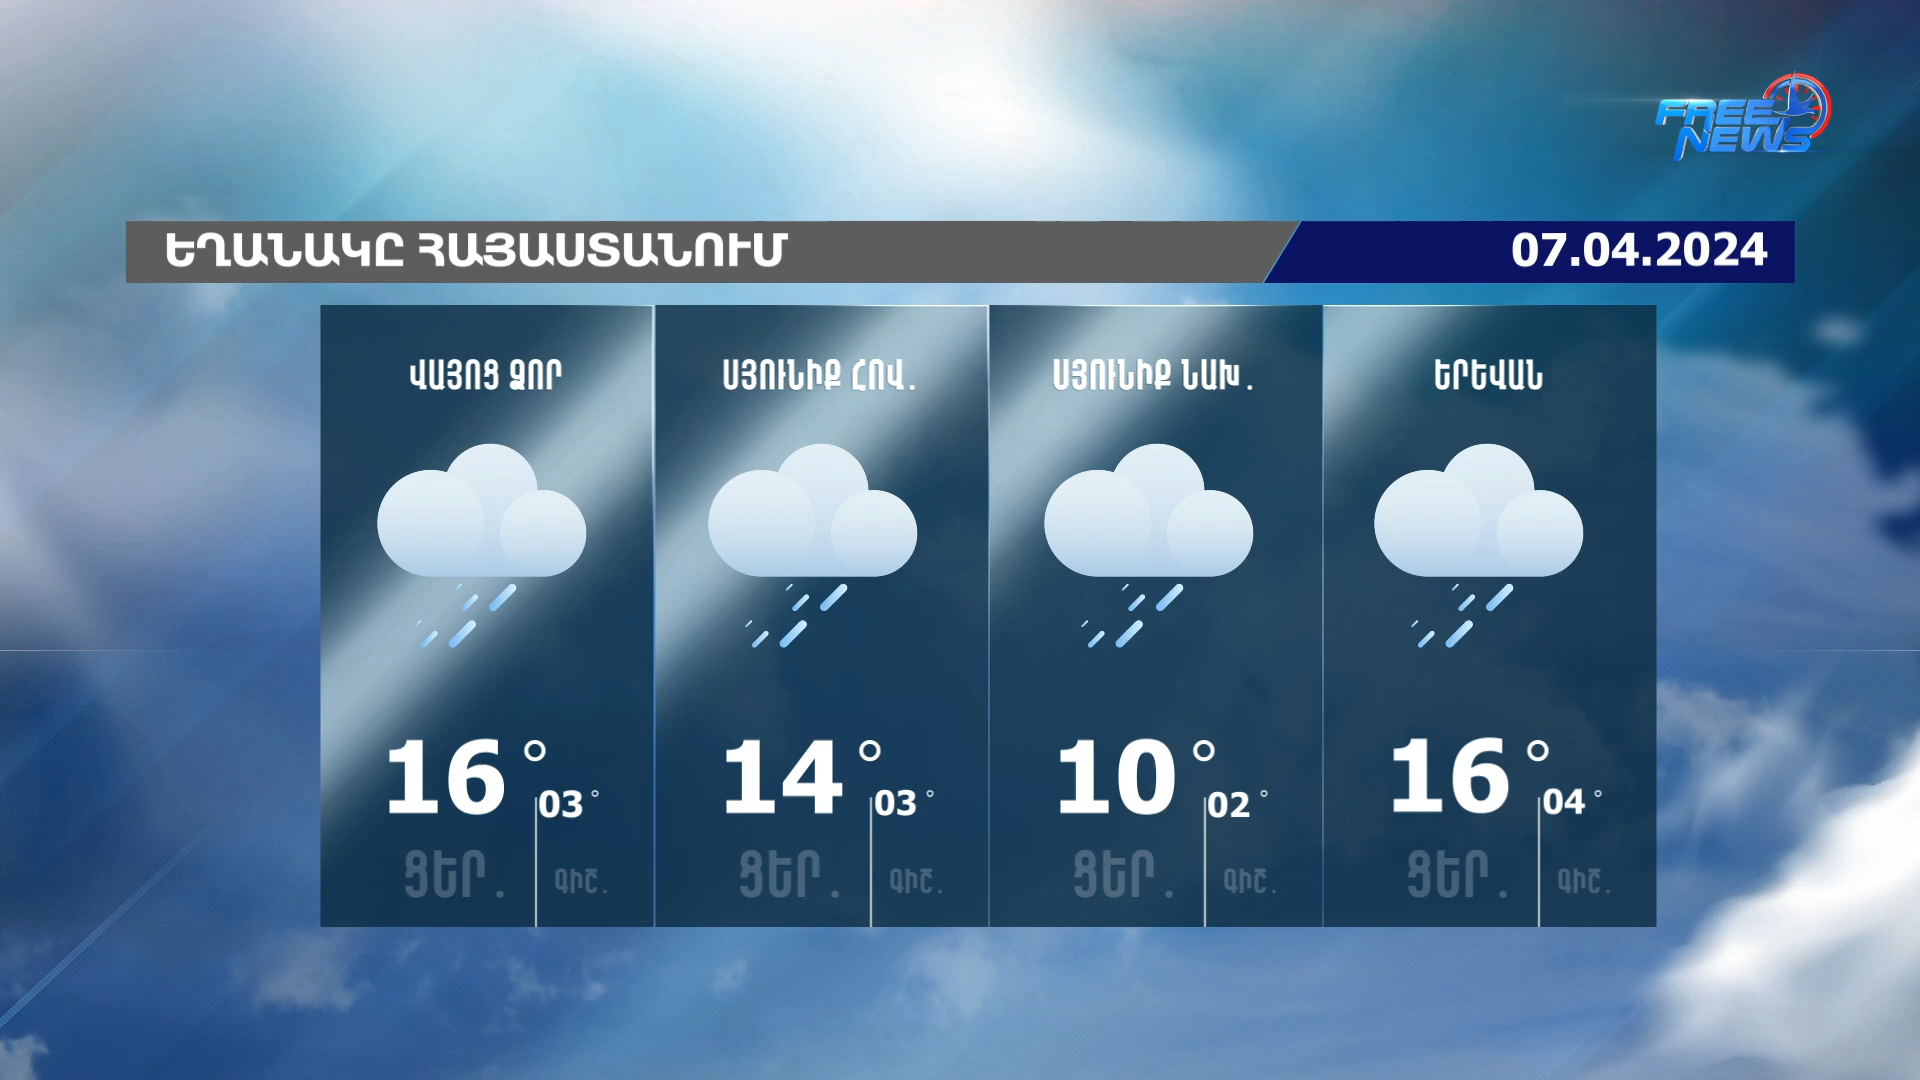 FREE
NEWS
ԵՂԱՆԱԿԸ ՀԱՅԱՍՏԱՆՈՒՄ
07.04.2024
ՎԱՅՈՑ ՁՈՐ
16° 03°
ՑԵՐ. ԳԻՇ.
ՍՅՈՒՆԻՔ ՀՈՎ.
14° 03°
ՑԵՐ. ԳԻՇ.
ՍՅՈՒՆԻՔ ՆԱԽ.
10° 02°
ՑԵՐ. ԳԻՇ.
ԵՐԵՎԱՆ
16° 04°
ՑԵՐ. ԳԻՇ.